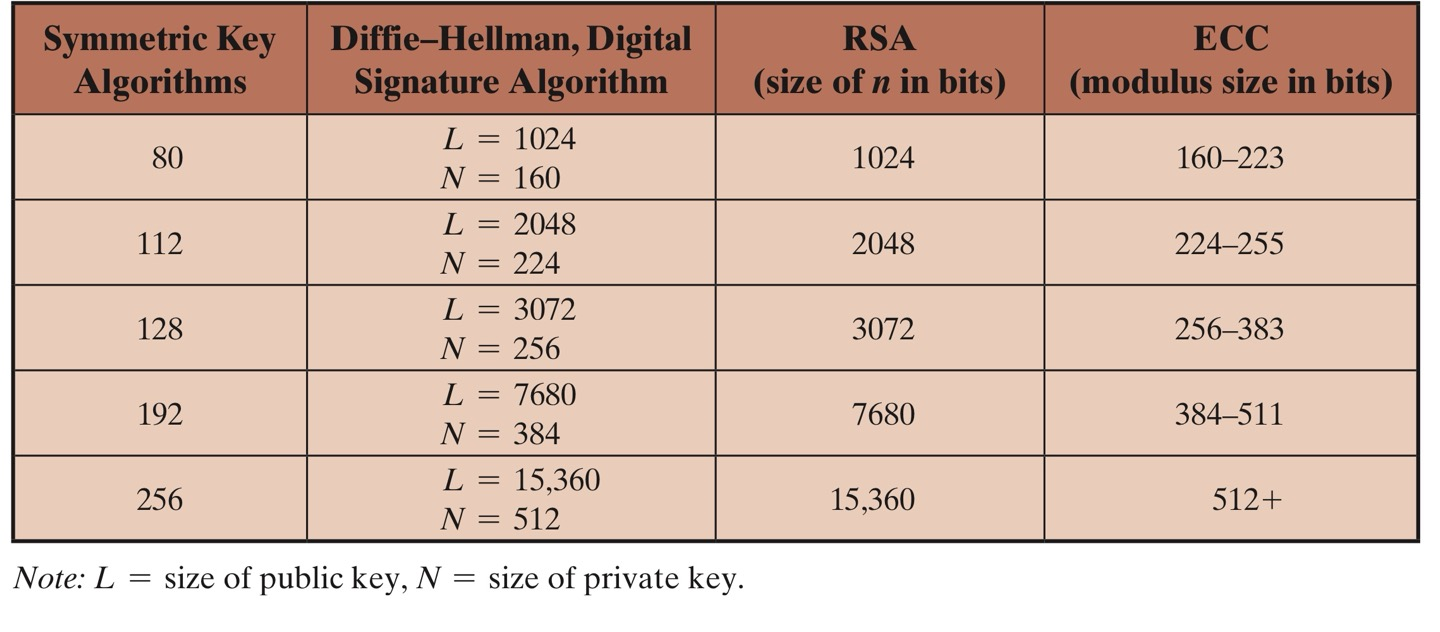 Symmetric Key Algorithms | Diffie–Hellman, Digital Signature Algorithm | RSA (size of n in bits) | ECC (modulus size in bits)
80 | L = 1024 N = 160 | 1024 | 160–223
112 | L = 2048 N = 224 | 2048 | 224–255
128 | L = 3072 N = 256 | 3072 | 256–383
192 | L = 7680 N = 384 | 7680 | 384–511
256 | L = 15,360 N = 512 | 15,360 | 512+
Note: L = size of public key, N = size of private key.